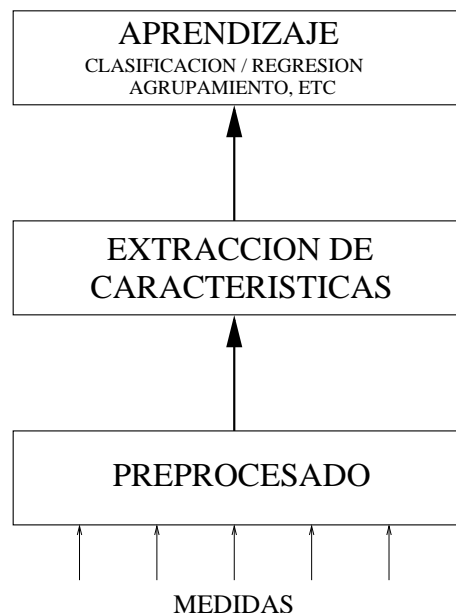 APRENDIZAJE
CLASIFICACION / REGRESION
AGRUPAMIENTO, ETC
EXTRACCION DE
CARACTERISTICAS
PREPROCESADO
MEDIDAS